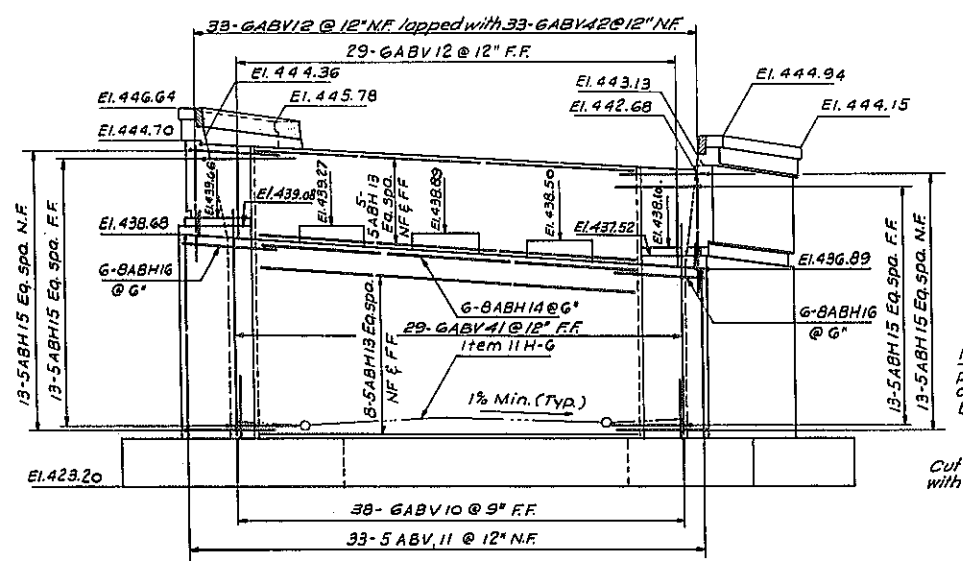 33-6ABV12 @ 12" N.F. lapped with 33-6ABV42@12" N.F.
29-6ABV12 @ 12" F.F.
El. 444.36
El. 443.13
El. 444.94
El. 446.64
El. 445.78
El. 442.68
El. 444.15
El. 444.70
El. 439.66
El. 439.08
El. 439.27
5-5ABH13
Eq. spa.
NF & FF
El. 438.89
El. 438.50
El. 437.52
El. 438.16
El. 438.68
El. 436.89
6-8ABH16
@ 6"
6-8ABH14@6"
6-8ABH16
@ 6"
29-6ABV41@12" F.F.
Item 11H-6
1% Min. (Typ.)
13-5ABH15 Eq. spa. N.F.
13-5ABH15 Eq. spa. F.F.
8-5ABH13 Eq. spa.
NF & FF
13-5ABH15 Eq. spa. F.F.
13-5ABH15 Eq. spa. N.F.
Cut
with
El. 423.20
38-6ABV10 @ 9" F.F.
33-5ABV11 @ 12" N.F.